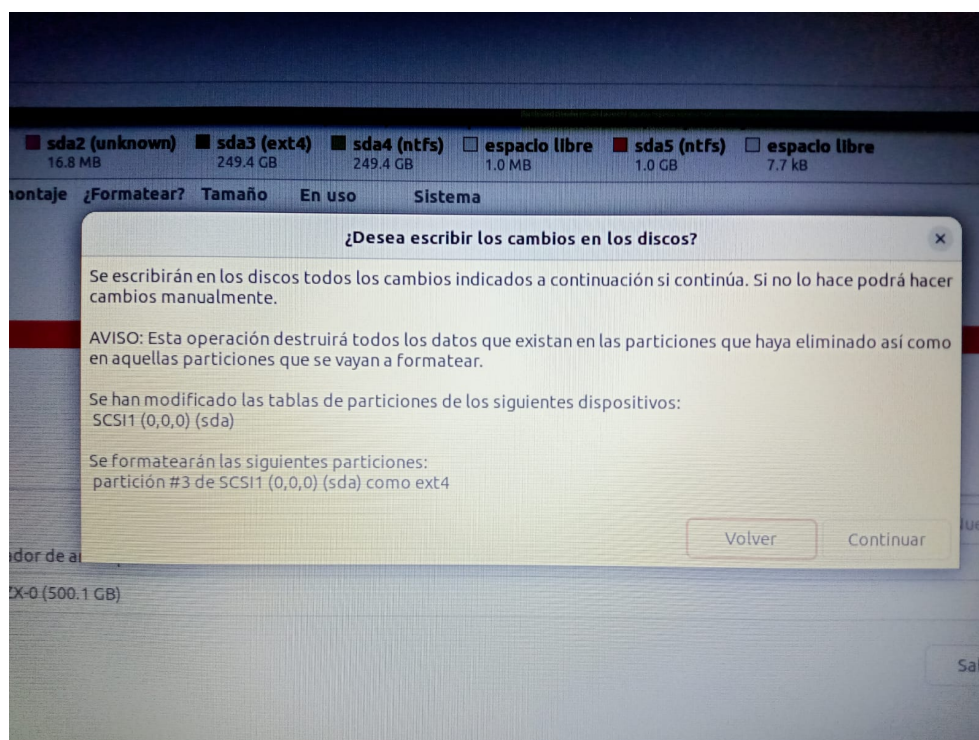 sda2 (unknown) sda3 (ext4) sda4 (ntfs) espacio libre sda5 (ntfs) espacio libre
16.8 MB 249.4 GB 249.4 GB 1.0 MB 1.0 GB 7.7 kB
montaje ¿Formatear? Tamaño En uso Sistema
¿Desea escribir los cambios en los discos?
Se escribirán en los discos todos los cambios indicados a continuación si continúa. Si no lo hace podrá hacer
cambios manualmente.
AVISO: Esta operación destruirá todos los datos que existan en las particiones que haya eliminado así como
en aquellas particiones que se vayan a formatear.
Se han modificado las tablas de particiones de los siguientes dispositivos:
SCSI1 (0,0,0) (sda)
Se formatearán las siguientes particiones:
partición #3 de SCSI1 (0,0,0) (sda) como ext4
Volver Continuar
de
X-0 (500.1 GB)